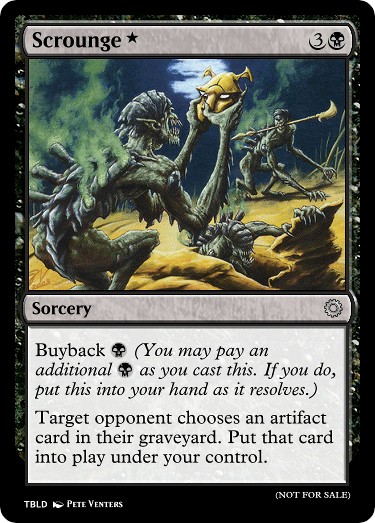 Scrounge ★ 3
Sorcery
Buyback (You may pay an
additional as you cast this. If you do,
put this into your hand as it resolves.)
Target opponent chooses an artifact
card in their graveyard. Put that card
into play under your control.
TBLD PETE VENTERS (NOT FOR SALE)